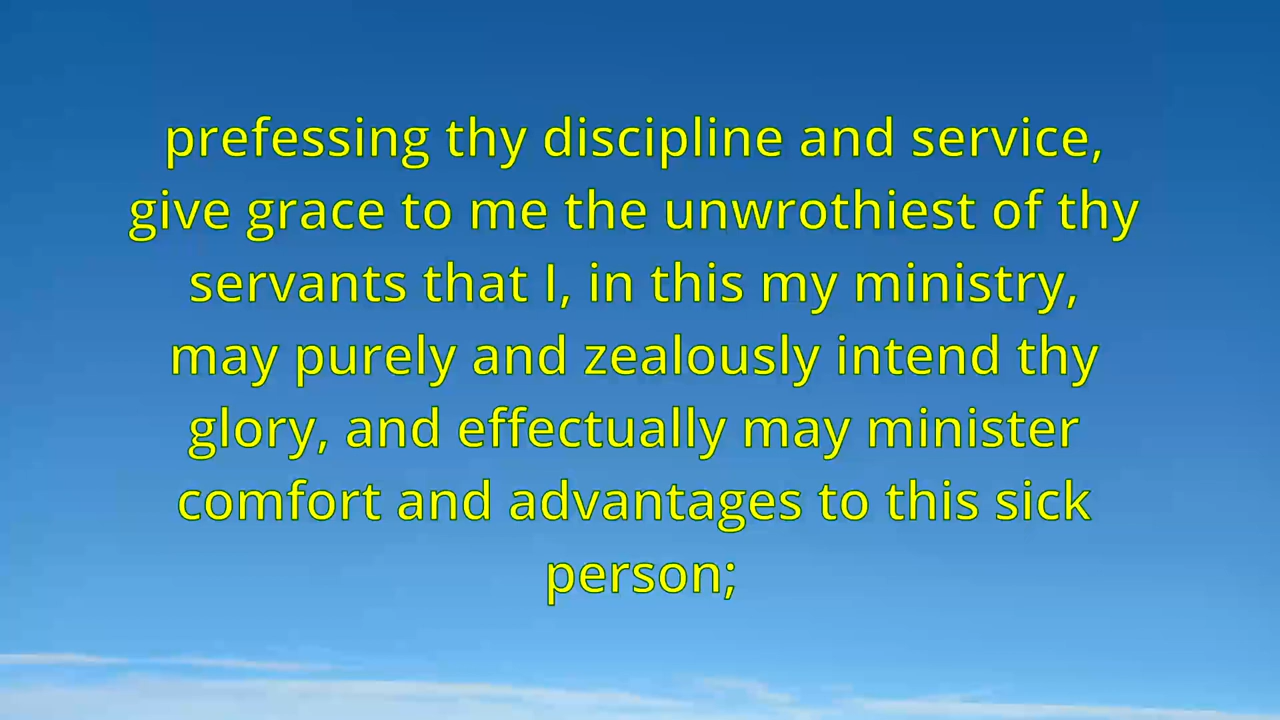 prefessing thy discipline and service,
give grace to me the unwrothiest of thy
servants that I, in this my ministry,
may purely and zealously intend thy
glory, and effectually may minister
comfort and advantages to this sick
person;